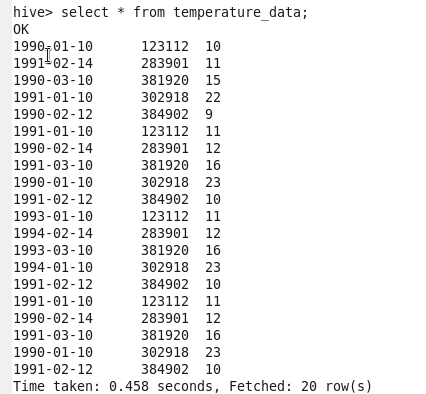 hive> select * from temperature_data;
OK
1990-01-10 123112 10
1991-02-14 283901 11
1990-03-10 381920 15
1991-01-10 302918 22
1990-02-12 384902 9
1991-01-10 123112 11
1990-02-14 283901 12
1991-03-10 381920 16
1990-01-10 302918 23
1991-02-12 384902 10
1993-01-10 123112 11
1994-02-14 283901 12
1993-03-10 381920 16
1994-01-10 302918 23
1991-02-12 384902 10
1991-01-10 123112 11
1990-02-14 283901 12
1991-03-10 381920 16
1990-01-10 302918 23
1991-02-12 384902 10
Time taken: 0.458 seconds, Fetched: 20 row(s)